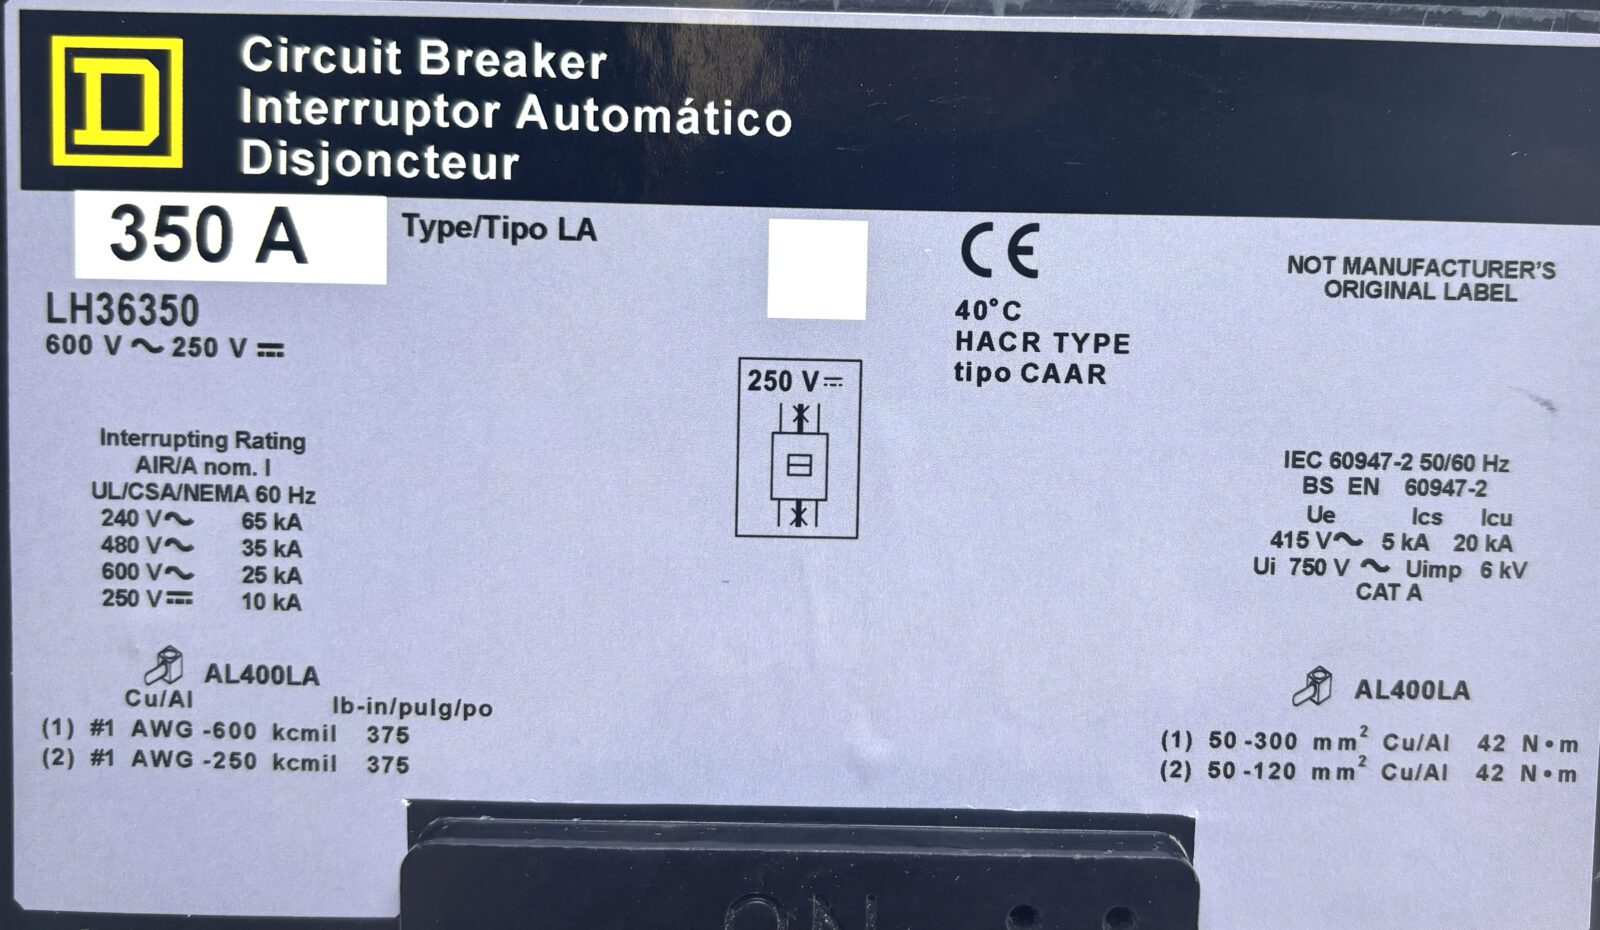 D
Circuit Breaker
Interruptor Automático
Disjoncteur
350 A
Type/Tipo LA
LH36350
600 V ∼ 250 V ⎓
250 V ⎓
CE
40°C
HACR TYPE
tipo CAAR
NOT MANUFACTURER'S
ORIGINAL LABEL
Interrupting Rating
AIR/A nom. I
UL/CSA/NEMA 60 Hz
240 V∼ 65 kA
480 V∼ 35 kA
600 V∼ 25 kA
250 V⎓ 10 kA
IEC 60947-2 50/60 Hz
BS EN 60947-2
Ue Ics Icu
415 V∼ 5 kA 20 kA
Ui 750 V ∼ Uimp 6 kV
CAT A
AL400LA
Cu/Al lb-in/pulg/po
(1) #1 AWG -600 kcmil 375
(2) #1 AWG -250 kcmil 375
AL400LA
(1) 50 -300 mm² Cu/Al 42 N•m
(2) 50 -120 mm² Cu/Al 42 N•m
ON